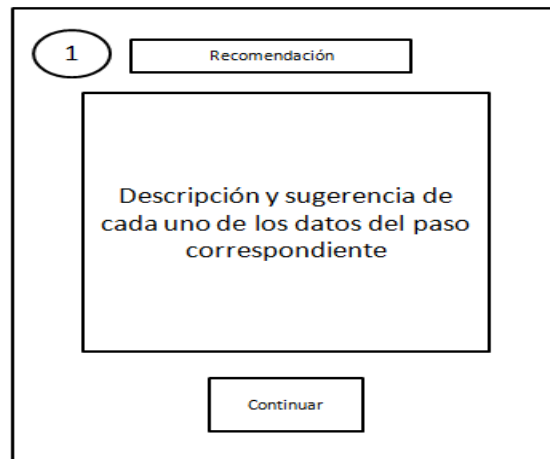 1
Recomendación
Descripción y sugerencia de
cada uno de los datos del paso
correspondiente
Continuar